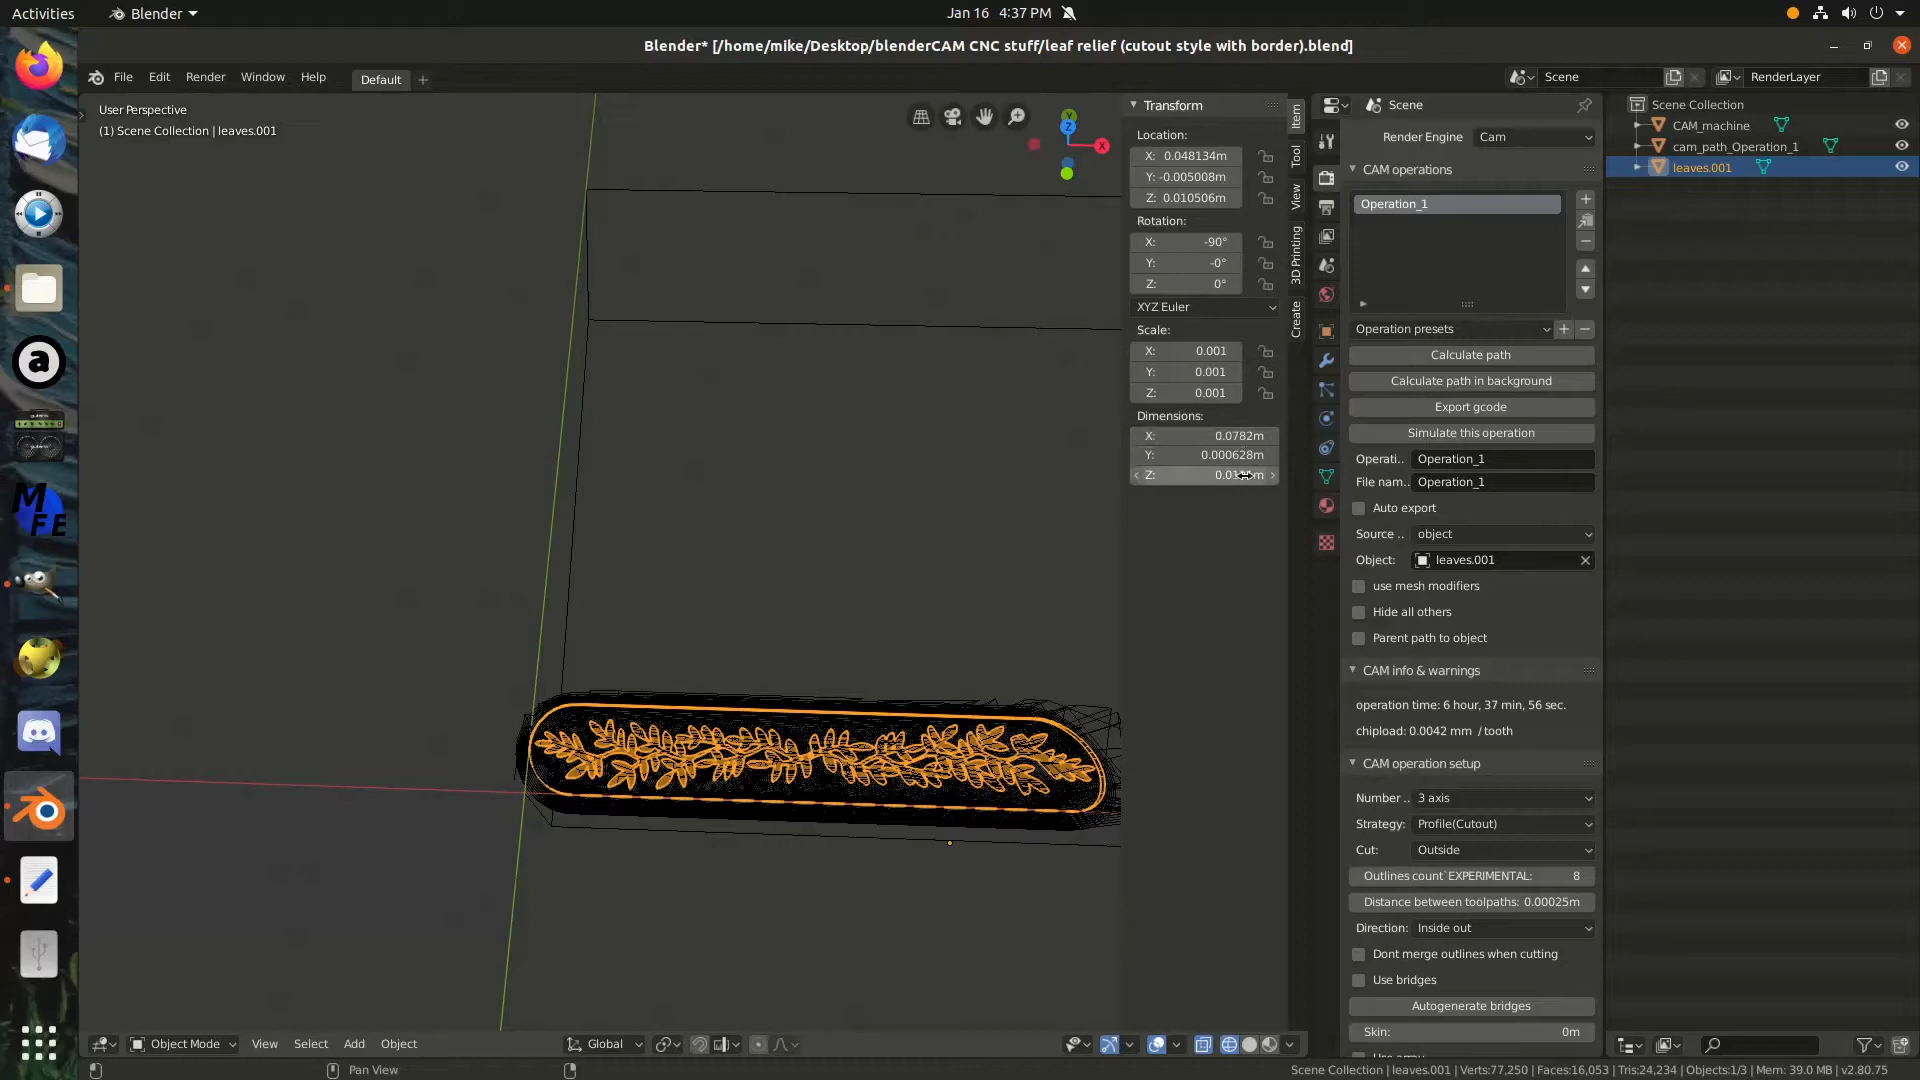 Activities
Blender
Jan 16 4:37 PM
Blender* [/home/mike/Desktop/blenderCAM CNC stuff/leaf relief (cutout style with border).blend]
File Edit Render Window Help
Default
Scene
RenderLayer
User Perspective
(1) Scene Collection | leaves.001
X
Y
Z
Transform
Location:
X: 0.048134m
Y: -0.005008m
Z: 0.010506m
Rotation:
X: -90°
Y: -0°
Z: 0°
XYZ Euler
Scale:
X: 0.001
Y: 0.001
Z: 0.001
Dimensions:
X: 0.0782m
Y: 0.000628m
Z:
Item
Tool
View
3D Printing
Create
Scene
Render Engine Cam
CAM operations
Operation_1
Operation presets
Calculate path
Calculate path in background
Export gcode
Simulate this operation
Operati.. Operation_1
File nam.. Operation_1
Auto export
Source .. object
Object: leaves.001
use mesh modifiers
Hide all others
Parent path to object
CAM info & warnings
operation time: 6 hour, 37 min, 56 sec.
chipload: 0.0042 mm / tooth
CAM operation setup
Number .. 3 axis
Strategy: Profile(Cutout)
Cut: Outside
Outlines count`EXPERIMENTAL: 8
Distance between toolpaths: 0.00025m
Direction: Inside out
Dont merge outlines when cutting
Use bridges
Autogenerate bridges
Skin: 0m
Scene Collection
CAM_machine
cam_path_Operation_1
leaves.001
a
M
FE
Object Mode View Select Add Object
Global
Pan View
Scene Collection | leaves.001 | Verts:77,250 | Faces:16,053 | Tris:24,234 | Objects:1/3 | Mem: 39.0 MB | v2.80.75